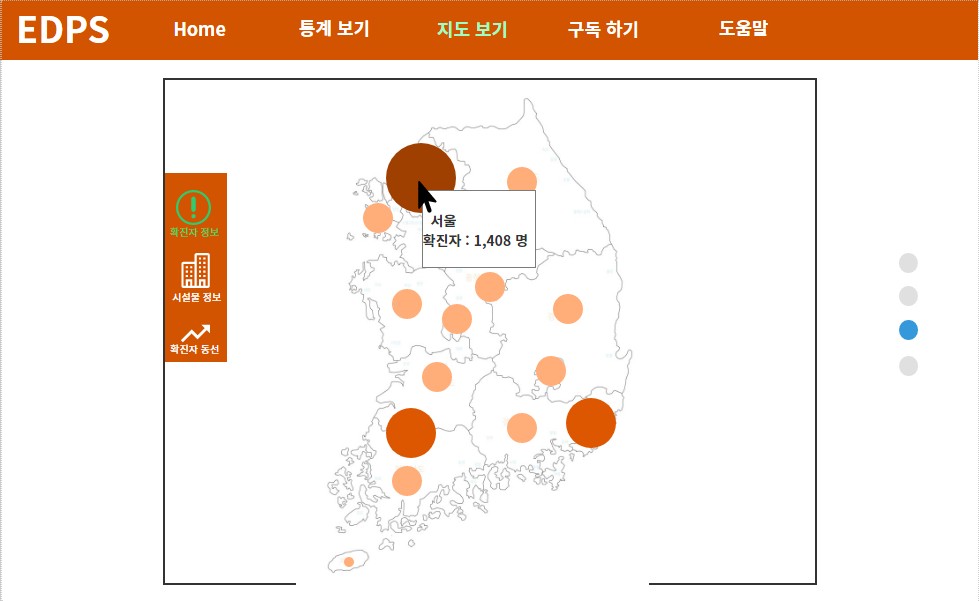 EDPS
Home
통계 보기
지도 보기
구독 하기
도움말
확진자 정보
시설물 정보
확진자 동선
서울
확진자 : 1,408 명